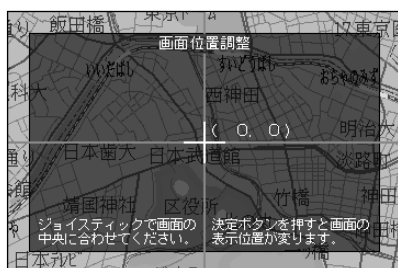 東京ドーム
飯田橋
17東京
画面位置調整
いいだばし
すいどうばし
おちゃのみず
科大
西神田
( 0, 0)
明治大
通り
日本歯大
日本武道館
淡路町
会館
靖国神社
区役所
竹橋
神田
ジョイスティックで画面の
中央に合わせてください。
決定ボタンを押すと画面の
表示位置が変ります。
日本テレビ